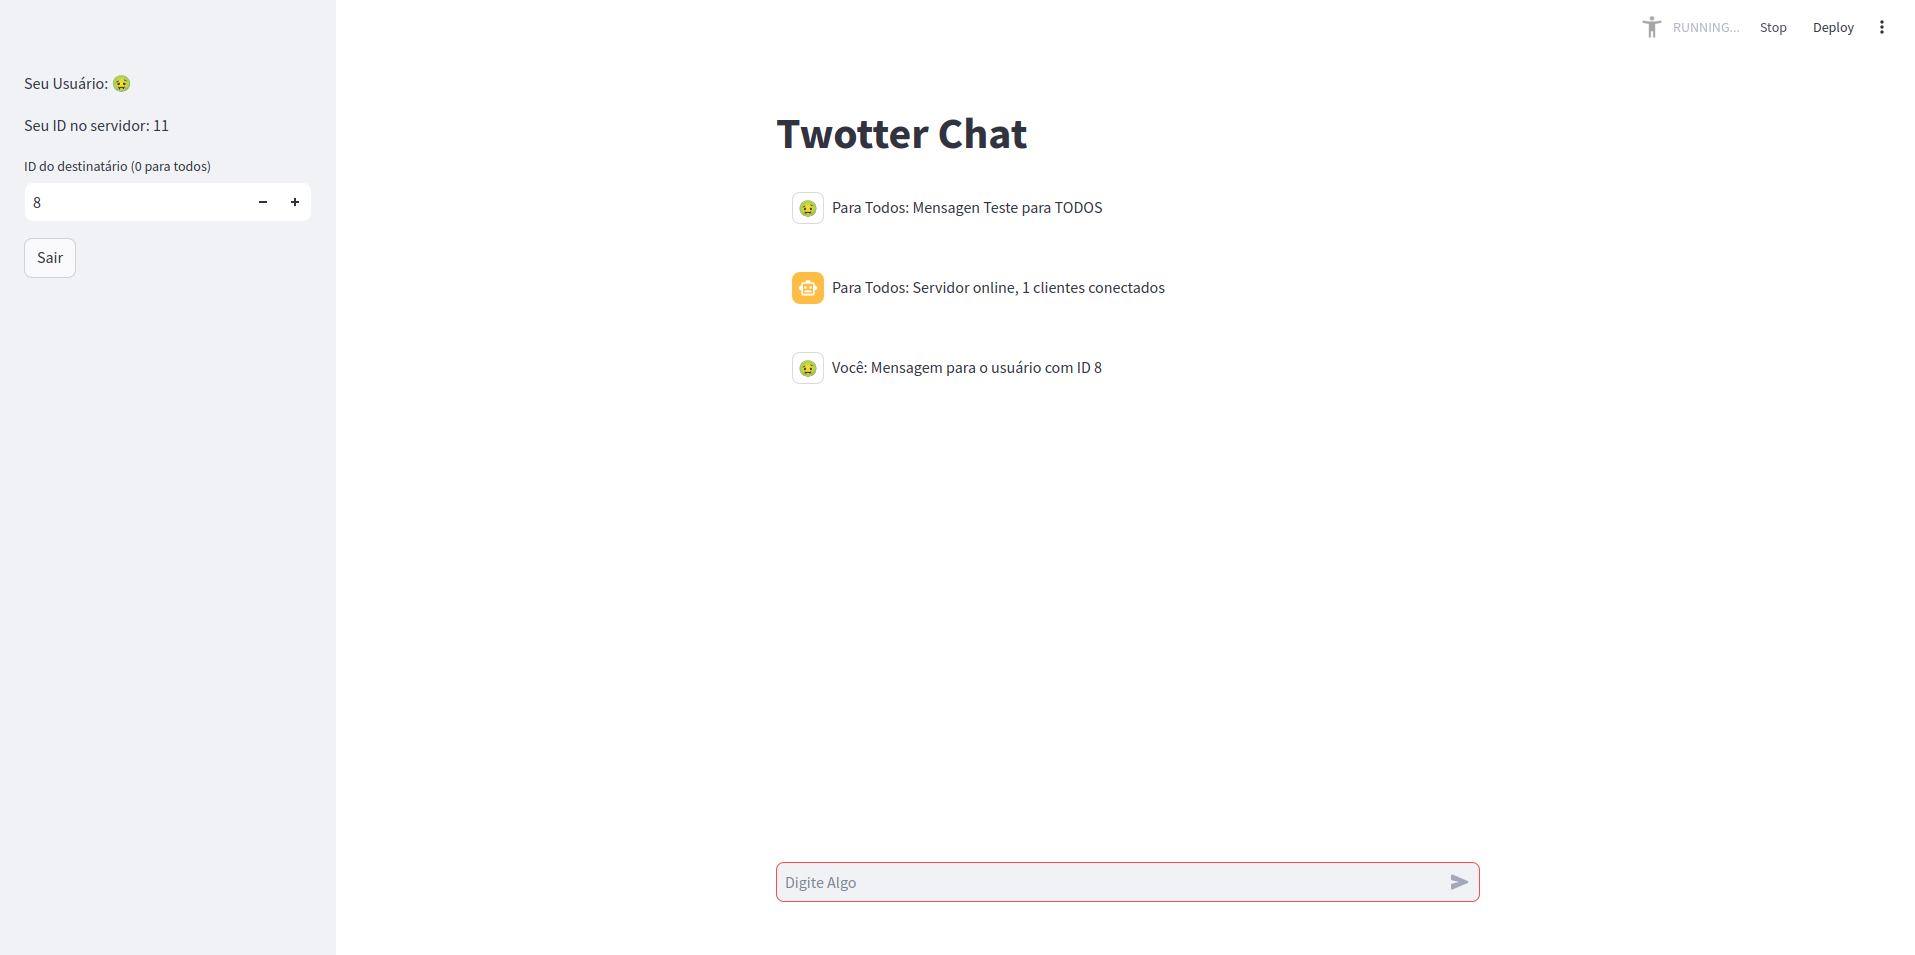 RUNNING...
Stop
Deploy
Seu Usuário: 🤢
Seu ID no servidor: 11
ID do destinatário (0 para todos)
8
Sair
Twotter Chat
Para Todos: Mensagen Teste para TODOS
Para Todos: Servidor online, 1 clientes conectados
Você: Mensagem para o usuário com ID 8
Digite Algo